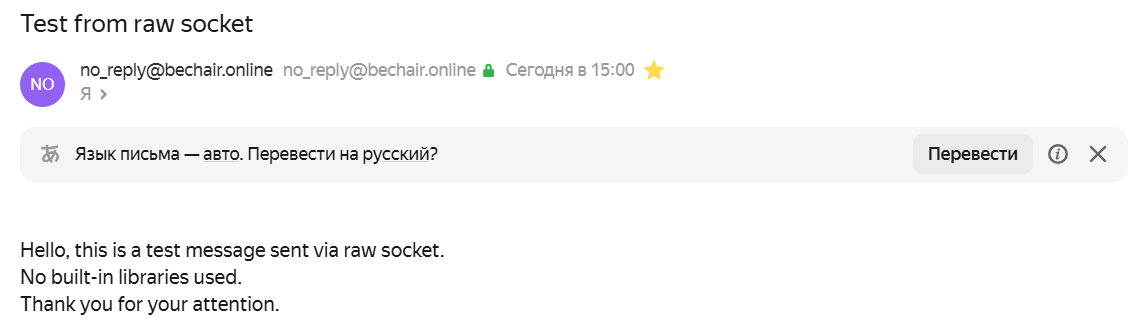 Test from raw socket
NO no_reply@bechair.online no_reply@bechair.online Сегодня в 15:00
Я
あ Язык письма — авто. Перевести на русский? Перевести i
Hello, this is a test message sent via raw socket.
No built-in libraries used.
Thank you for your attention.